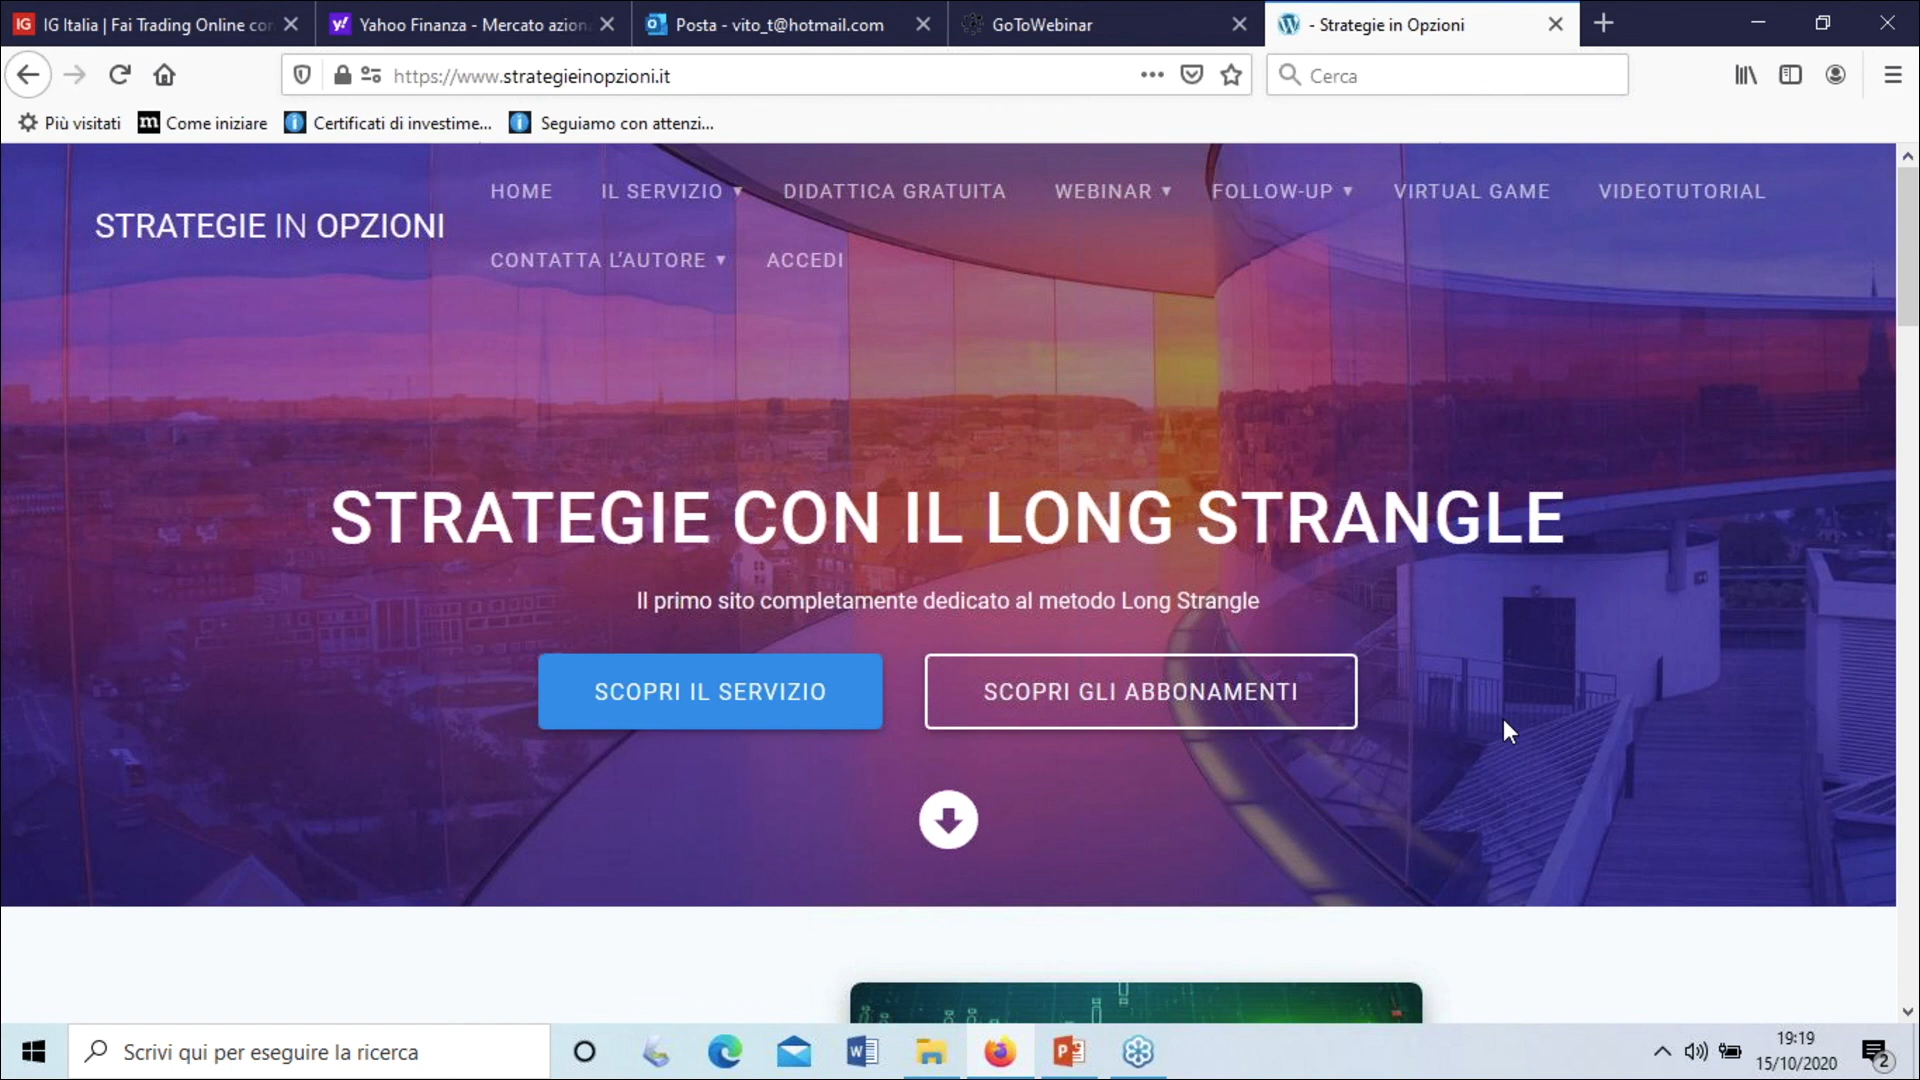 IG Italia | Fai Trading Online con
Yahoo Finanza - Mercato azion
Posta - vito_t@hotmail.com
GoToWebinar
- Strategie in Opzioni
https://www.strategieinopzioni.it
Cerca
Più visitati
Come iniziare
Certificati di investime...
Seguiamo con attenzi...
STRATEGIE IN OPZIONI
HOME
IL SERVIZIO
DIDATTICA GRATUITA
WEBINAR
FOLLOW-UP
VIRTUAL GAME
VIDEOTUTORIAL
CONTATTA L'AUTORE
ACCEDI
STRATEGIE CON IL LONG STRANGLE
Il primo sito completamente dedicato al metodo Long Strangle
SCOPRI IL SERVIZIO
SCOPRI GLI ABBONAMENTI
Scrivi qui per eseguire la ricerca
19:19
15/10/2020
2